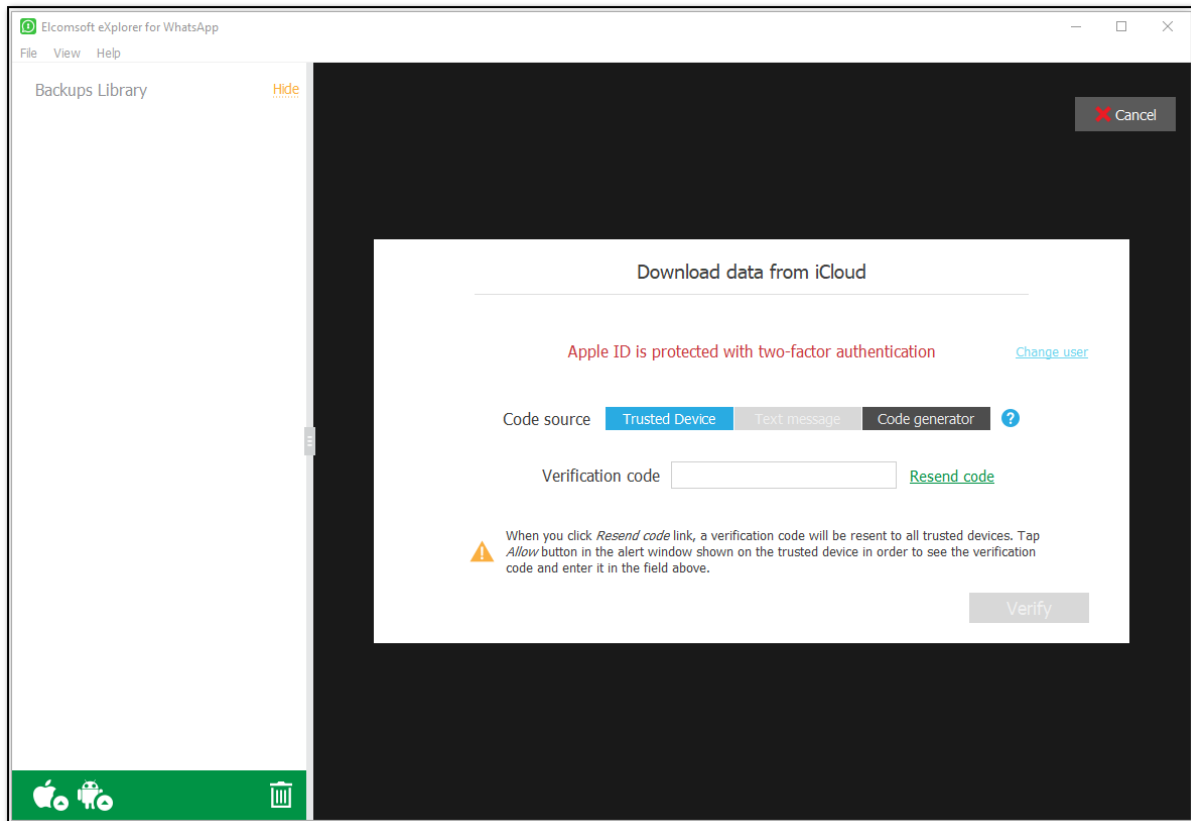 Elcomsoft eXplorer for WhatsApp
File View Help
Backups Library Hide
Cancel
Download data from iCloud
Apple ID is protected with two-factor authentication Change user
Code source Trusted Device Text message Code generator ?
Verification code Resend code
When you click Resend code link, a verification code will be resent to all trusted devices. Tap
Allow button in the alert window shown on the trusted device in order to see the verification
code and enter it in the field above.
Verify